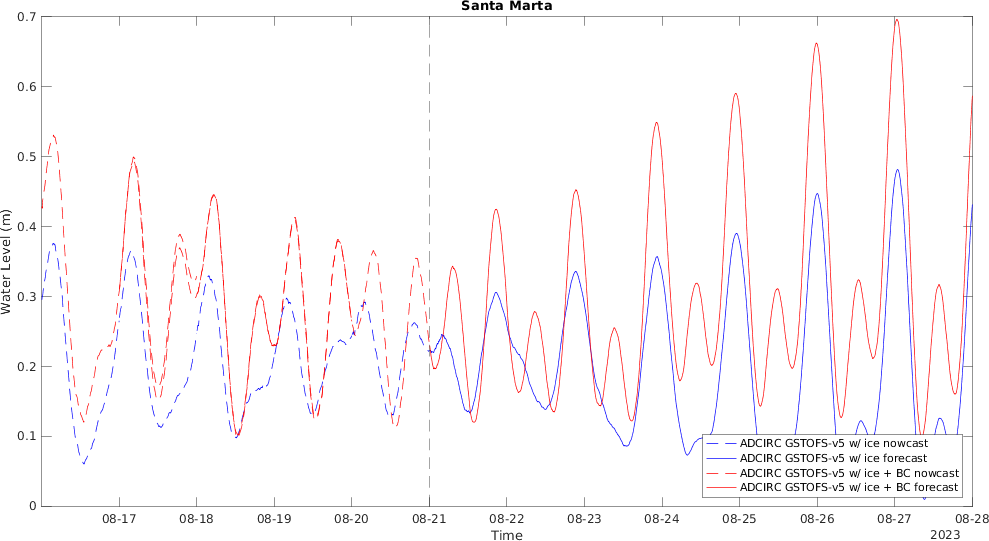 Santa Marta
0.7
0.6
0.5
0.4
0.3
0.2
0.1
0
Water Level (m)
ADCIRC GSTOFS-v5 w/ ice nowcast
ADCIRC GSTOFS-v5 w/ ice forecast
ADCIRC GSTOFS-v5 w/ ice + BC nowcast
ADCIRC GSTOFS-v5 w/ ice + BC forecast
08-17 08-18 08-19 08-20 08-21 08-22 08-23 08-24 08-25 08-26 08-27 08-28
Time
2023